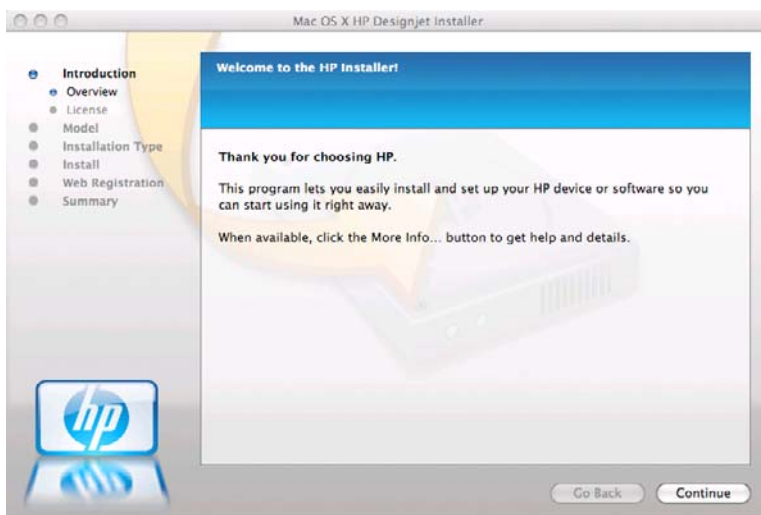 Mac OS X HP Designjet Installer
Introduction
Overview
License
Model
Installation Type
Install
Web Registration
Summary
hp
Welcome to the HP Installer!
Thank you for choosing HP.
This program lets you easily install and set up your HP device or software so you
can start using it right away.
When available, click the More Info... button to get help and details.
Go Back
Continue